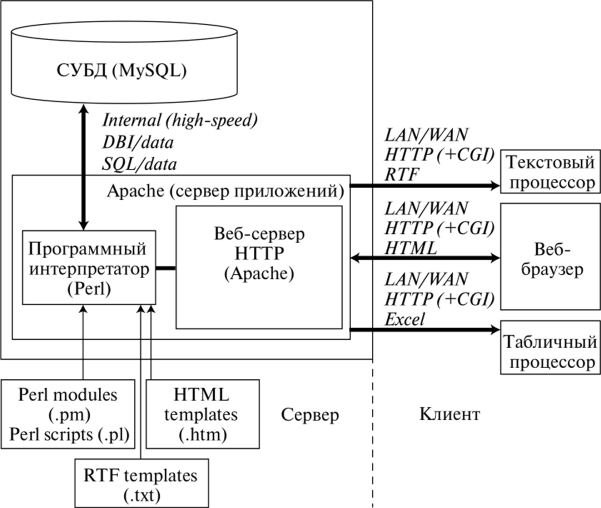 СУБД (MySQL)
Internal (high-speed)
DBI/data
SQL/data
Apache (сервер приложений)
Программный
интерпретатор
(Perl)
Веб-сервер
HTTP
(Apache)
LAN/WAN
HTTP (+CGI)
RTF
Текстовый
процессор
LAN/WAN
HTTP (+CGI)
HTML
Веб-
браузер
LAN/WAN
HTTP (+CGI)
Excel
Табличный
процессор
Perl modules
(.pm)
Perl scripts (.pl)
HTML
templates
(.htm)
RTF templates
(.txt)
Сервер
Клиент